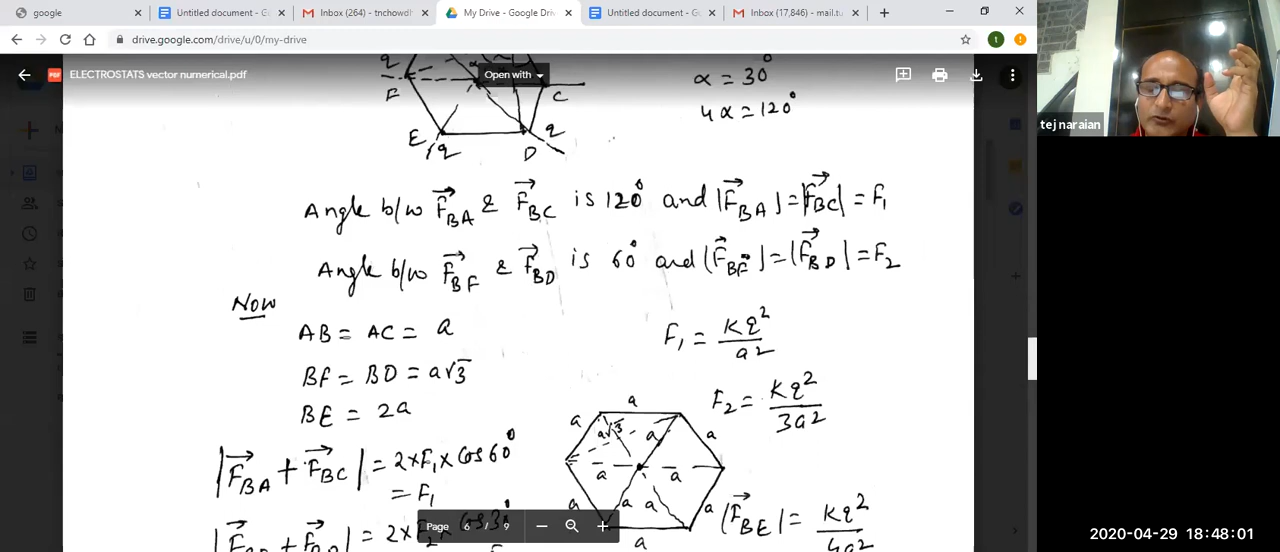 google
Untitled document - G
Inbox (264) - tnchowdh
My Drive - Google Driv
Untitled document - G
Inbox (17,846) - mail.tu
drive.google.com/drive/u/0/my-drive
t
PDF ELECTROSTATS vector numerical.pdf
Open with
tej naraian
q
F
C
E
q
D
q
α
α = 30°
4α = 120°
Angle b/w F⃗BA & F⃗BC is 120° and |F⃗BA| = |F⃗BC| = F₁
Angle b/w F⃗BF & F⃗BD is 60° and |F⃗BF| = |F⃗BD| = F₂
Now
AB = AC = a
F₁ = Kq²/a²
BF = BD = a√3
F₂ = Kq²/3a²
BE = 2a
|F⃗BA + F⃗BC| = 2×F₁×Cos60°
= F₁
a
a
a√3
a
a
a
a
a
a
a
a
a
|F⃗BE| = Kq²/4a²
Page 6 / 9
2020-04-29 18:48:01